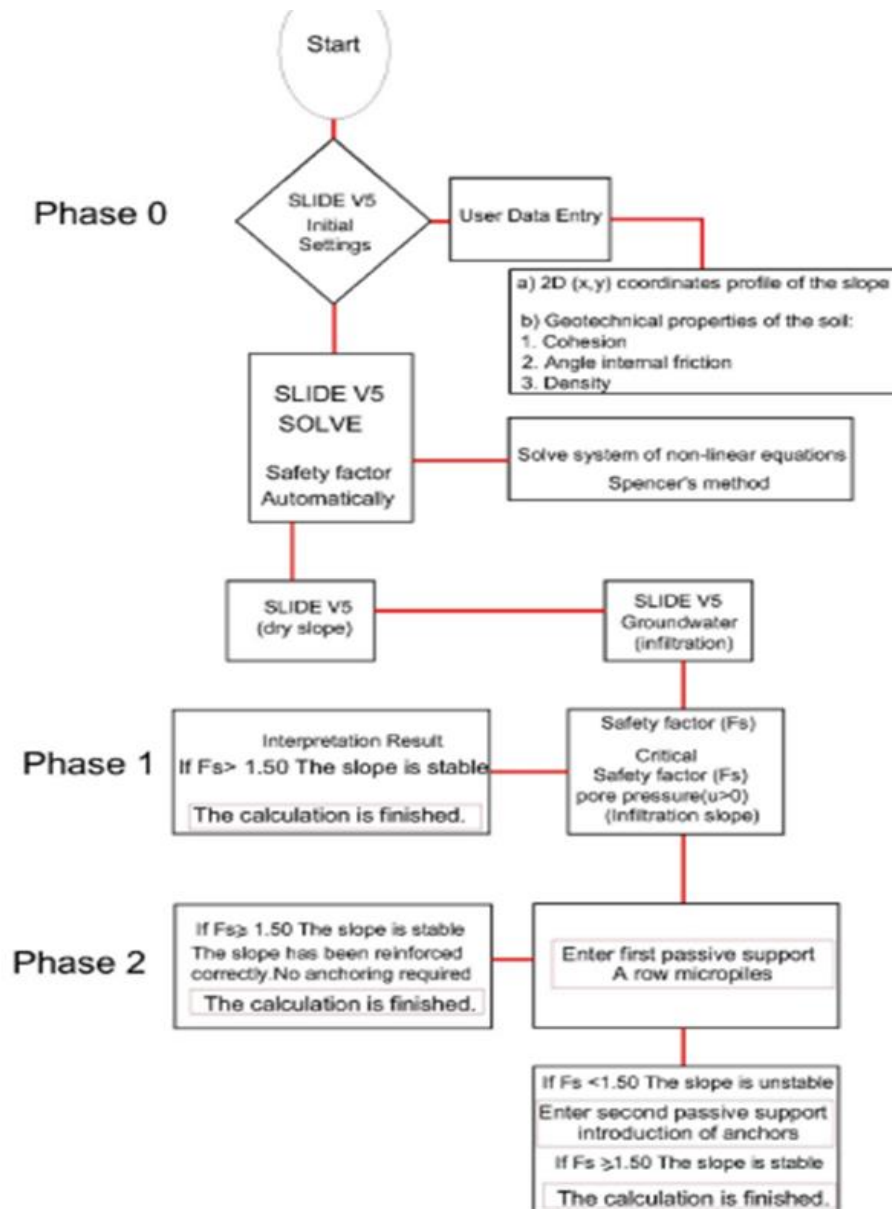 Start
Phase 0
SLIDE V5
Initial
Settings
User Data Entry
a) 2D (x,y) coordinates profile of the slope
b) Geotechnical properties of the soil:
1. Cohesion
2. Angle internal friction
3. Density
SLIDE V5
SOLVE
Safety factor
Automatically
Solve system of non-linear equations
Spencer's method
SLIDE V5
(dry slope)
SLIDE V5
Groundwater
(infiltration)
Phase 1
Interpretation Result
If Fs> 1.50 The slope is stable
The calculation is finished.
Safety factor (Fs)
Critical
Safety factor (Fs)
pore pressure(u>0)
(Infiltration slope)
Phase 2
If Fs≥ 1.50 The slope is stable
The slope has been reinforced
correctly.No anchoring required
The calculation is finished.
Enter first passive support
A row micropiles
If Fs <1.50 The slope is unstable
Enter second passive support
introduction of anchors
If Fs ≥1.50 The slope is stable
The calculation is finished.